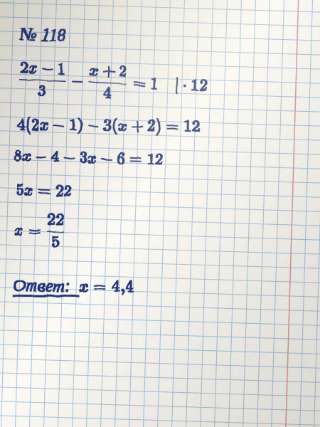 № 118
(2x − 1)/3 − (x + 2)/4 = 1 | · 12
4(2x − 1) − 3(x + 2) = 12
8x − 4 − 3x − 6 = 12
5x = 22
x = 22/5
Ответ: x = 4,4